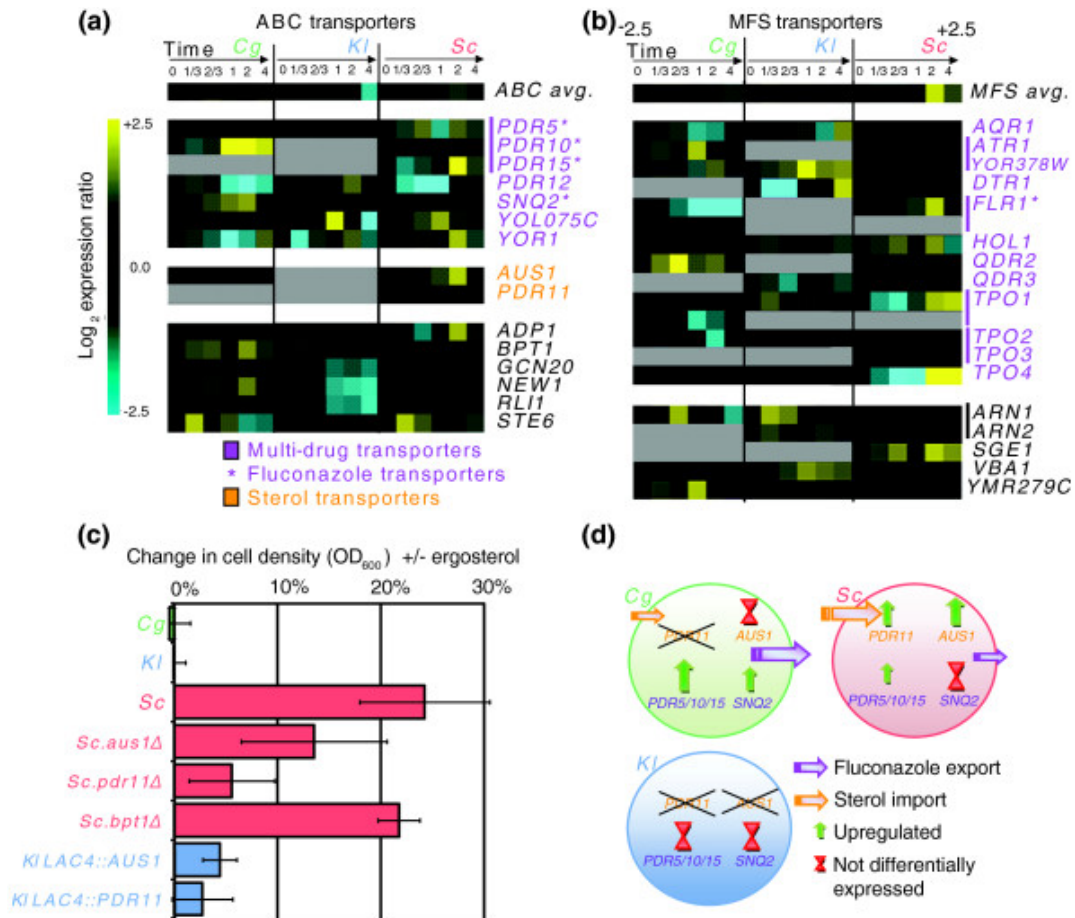 (a) ABC transporters
Time Cg Kl Sc
0 1/3 2/3 1 2 4 0 1/3 2/3 1 2 4 0 1/3 2/3 1 2 4
ABC avg.
+2.5
0.0
-2.5
Log2 expression ratio
PDR5*
PDR10*
PDR15*
PDR12
SNQ2*
YOL075C
YOR1
AUS1
PDR11
ADP1
BPT1
GCN20
NEW1
RLI1
STE6
Multi-drug transporters
* Fluconazole transporters
Sterol transporters
(b) MFS transporters
-2.5 +2.5
Time Cg Kl Sc
0 1/3 2/3 1 2 4 0 1/3 2/3 1 2 4 0 1/3 2/3 1 2 4
MFS avg.
AQR1
ATR1
YOR378W
DTR1
FLR1*
HOL1
QDR2
QDR3
TPO1
TPO2
TPO3
TPO4
ARN1
ARN2
SGE1
VBA1
YMR279C
(c)
Change in cell density (OD600) +/- ergosterol
0% 10% 20% 30%
Cg
Kl
Sc
Sc.aus1Δ
Sc.pdr11Δ
Sc.bpt1Δ
Kl LAC4::AUS1
Kl LAC4::PDR11
(d)
Cg
PDR11 AUS1
PDR5/10/15 SNQ2
Sc
PDR11 AUS1
PDR5/10/15 SNQ2
Kl
PDR11 AUS1
PDR5/10/15 SNQ2
Fluconazole export
Sterol import
Upregulated
Not differentially
expressed